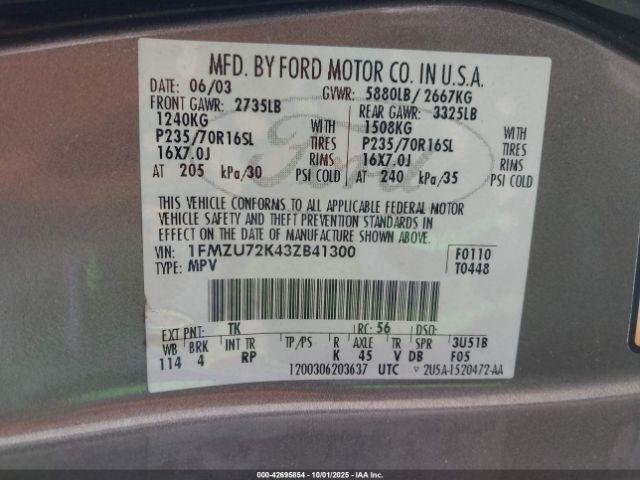 MFD. BY FORD MOTOR CO. IN U.S.A.
DATE: 06/03 GVWR: 5880LB/ 2667KG
FRONT GAWR: 2735LB REAR GAWR: 3325LB
1240KG WITH 1508KG WITH
P235/70R16SL TIRES P235/70R16SL TIRES
16X7.0J RIMS 16X7.0J RIMS
AT 205 kPa/30 PSI COLD AT 240 kPa/35 PSI COLD
THIS VEHICLE CONFORMS TO ALL APPLICABLE FEDERAL MOTOR
VEHICLE SAFETY AND THEFT PREVENTION STANDARDS IN
EFFECT ON THE DATE OF MANUFACTURE SHOWN ABOVE.
VIN: 1FMZU72K43ZB41300 F0110
TYPE: MPV T0448
EXT PNT: TK RC: 56 DSO:
WB BRK INT TR TP/PS R AXLE TR SPR 3U51B
114 4 RP K 45 V DB F05
1200306203637 UTC 2U5A-1520472-AA
Ford
000-42695854 | 10/01/2025 | IAA, Inc.